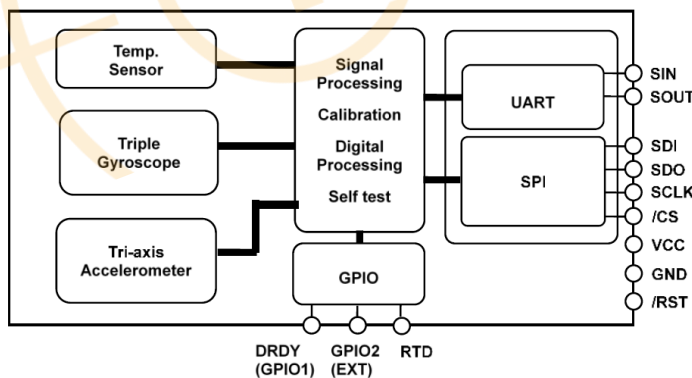 Temp.
Sensor
Triple
Gyroscope
Tri-axis
Accelerometer
Signal
Processing
Calibration
Digital
Processing
Self test
GPIO
UART
SPI
SIN
SOUT
SDI
SDO
SCLK
/CS
VCC
GND
/RST
DRDY
(GPIO1)
GPIO2
(EXT)
RTD